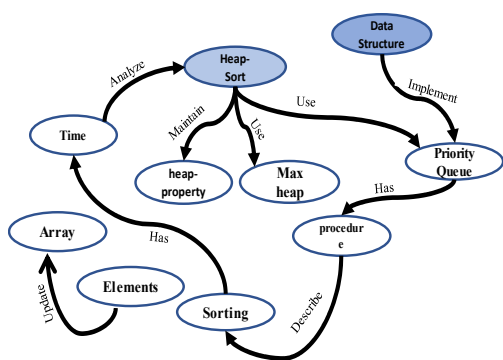 Data
Structure
Heap-
Sort
Analyze
Implement
Use
Time
Maintain
Use
heap-
property
Max
heap
Priority
Queue
Has
Array
procedur
e
Has
Elements
Update
Sorting
Describe